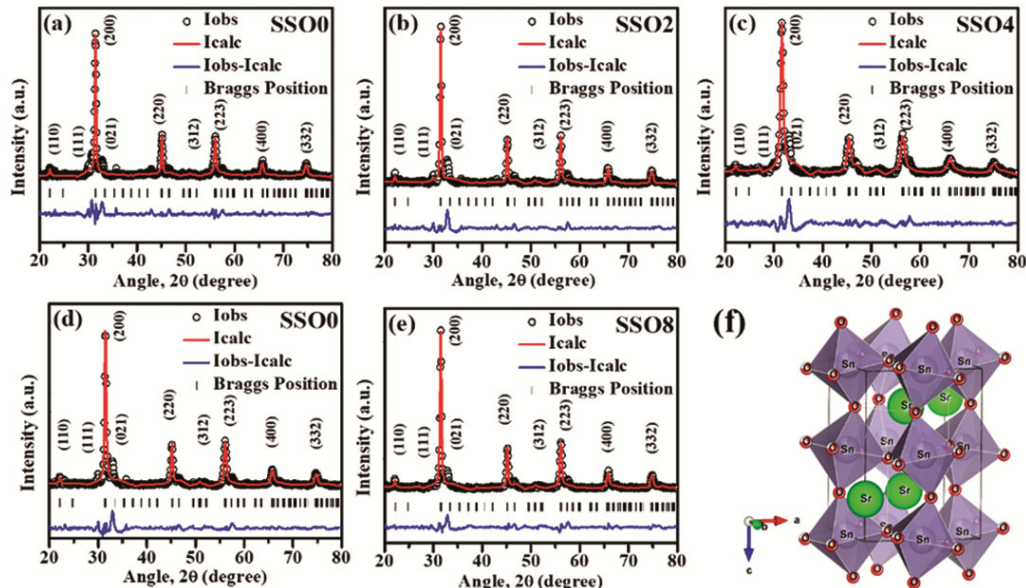 (a) SSO0
Iobs
Icalc
Iobs-Icalc
Braggs Position
(110)
(111)
(200)
(021)
(220)
(312)
(223)
(400)
(332)
Intensity (a.u.)
20 30 40 50 60 70 80
Angle, 2θ (degree)
(b) SSO2
Iobs
Icalc
Iobs-Icalc
Braggs Position
(110)
(111)
(200)
(021)
(220)
(312)
(223)
(400)
(332)
Intensity (a.u.)
20 30 40 50 60 70 80
Angle, 2θ (degree)
(c) SSO4
Iobs
Icalc
Iobs-Icalc
Braggs Position
(110)
(111)
(200)
(021)
(220)
(312)
(223)
(400)
(332)
Intensity (a.u.)
20 30 40 50 60 70 80
Angle, 2θ (degree)
(d) SSO0
Iobs
Icalc
Iobs-Icalc
Braggs Position
(110)
(111)
(200)
(021)
(220)
(312)
(223)
(400)
(332)
Intensity (a.u.)
20 30 40 50 60 70 80
Angle, 2θ (degree)
(e) SSO8
Iobs
Icalc
Iobs-Icalc
Braggs Position
(110)
(111)
(200)
(021)
(220)
(312)
(223)
(400)
(332)
Intensity (a.u.)
20 30 40 50 60 70 80
Angle, 2θ (degree)
(f)
Sn Sn Sn
Sr Sr
Sn Sn Sn
Sr Sr
Sn Sn Sn
a
b
c